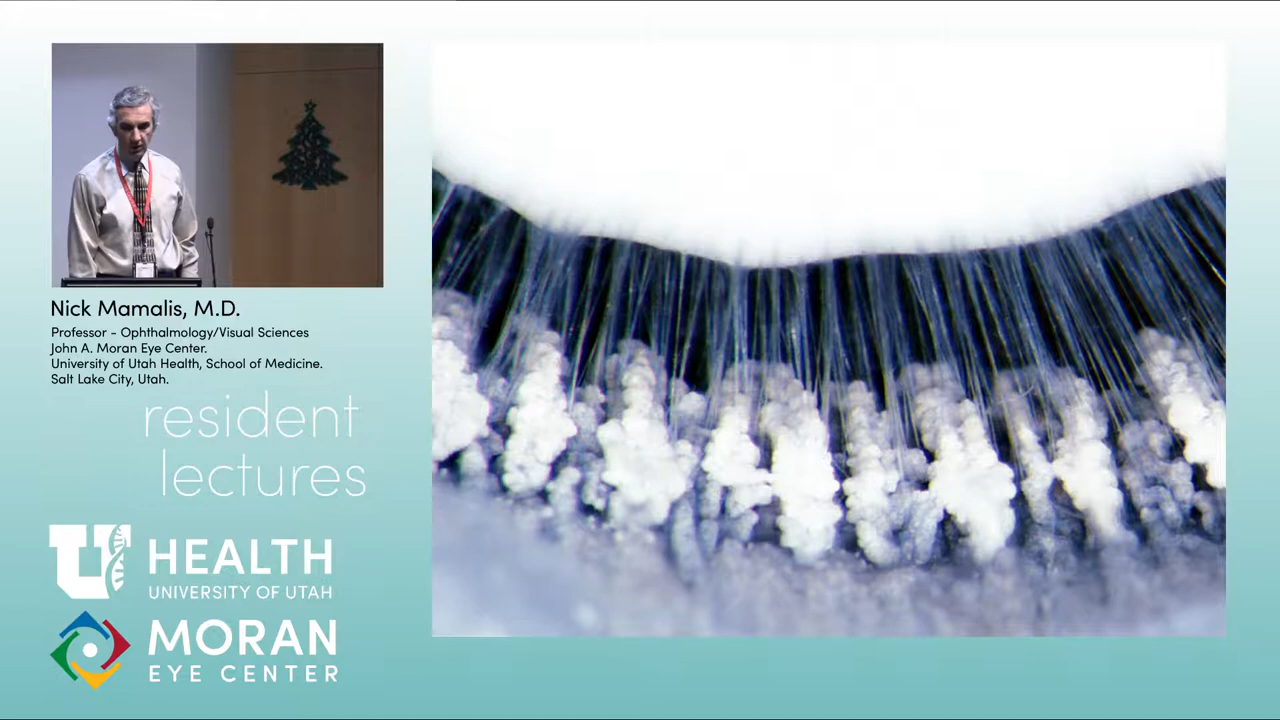 Nick Mamalis, M.D.
Professor - Ophthalmology/Visual Sciences
John A. Moran Eye Center.
University of Utah Health, School of Medicine.
Salt Lake City, Utah.
resident
lectures
U HEALTH
UNIVERSITY OF UTAH
MORAN
EYE CENTER